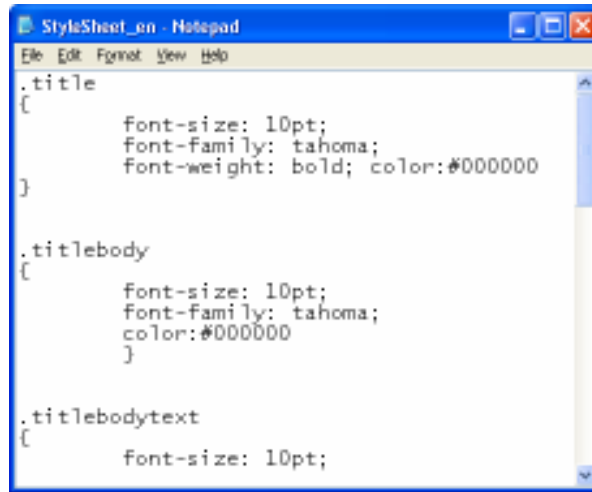 StyleSheet_en - Notepad
File Edit Format View Help
.title
{
font-size: 10pt;
font-family: tahoma;
font-weight: bold; color:#000000
}
.titlebody
{
font-size: 10pt;
font-family: tahoma;
color:#000000
}
.titlebodytext
{
font-size: 10pt;